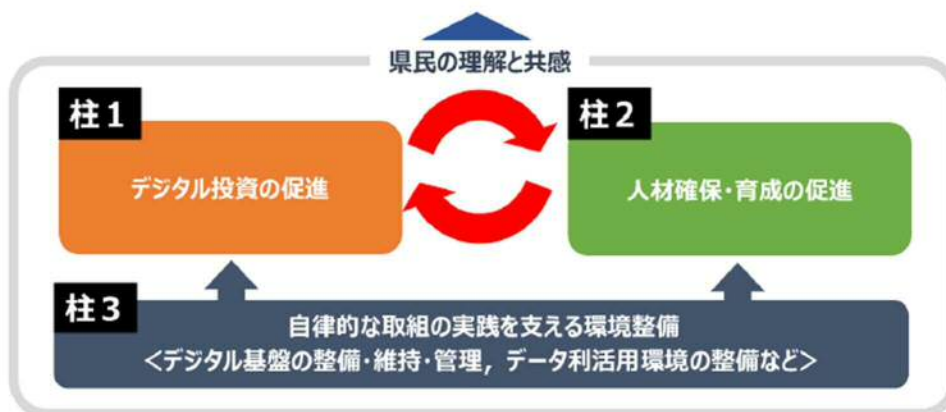 県民の理解と共感
柱1
デジタル投資の促進
柱2
人材確保・育成の促進
柱3
自律的な取組の実践を支える環境整備
＜デジタル基盤の整備・維持・管理，データ利活用環境の整備など＞